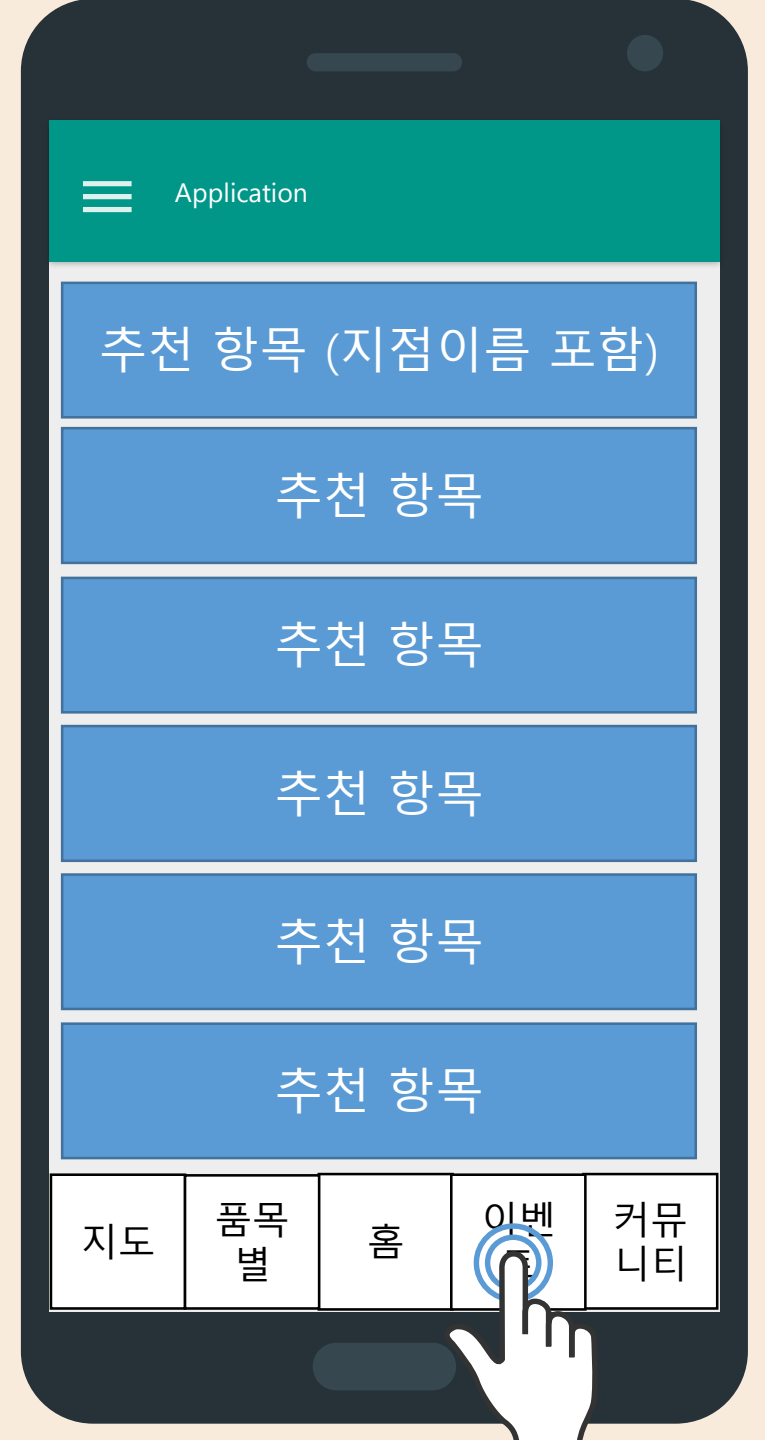 Application
추천 항목 (지점이름 포함)
추천 항목
추천 항목
추천 항목
추천 항목
추천 항목
지도
품목
별
홈
이벤
트
커뮤
니티